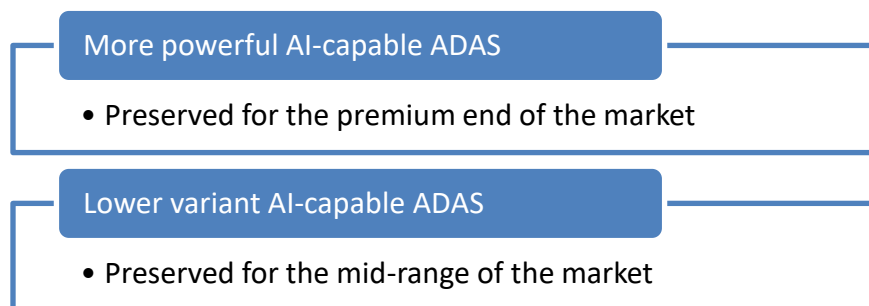 More powerful AI-capable ADAS
• Preserved for the premium end of the market
Lower variant AI-capable ADAS
• Preserved for the mid-range of the market